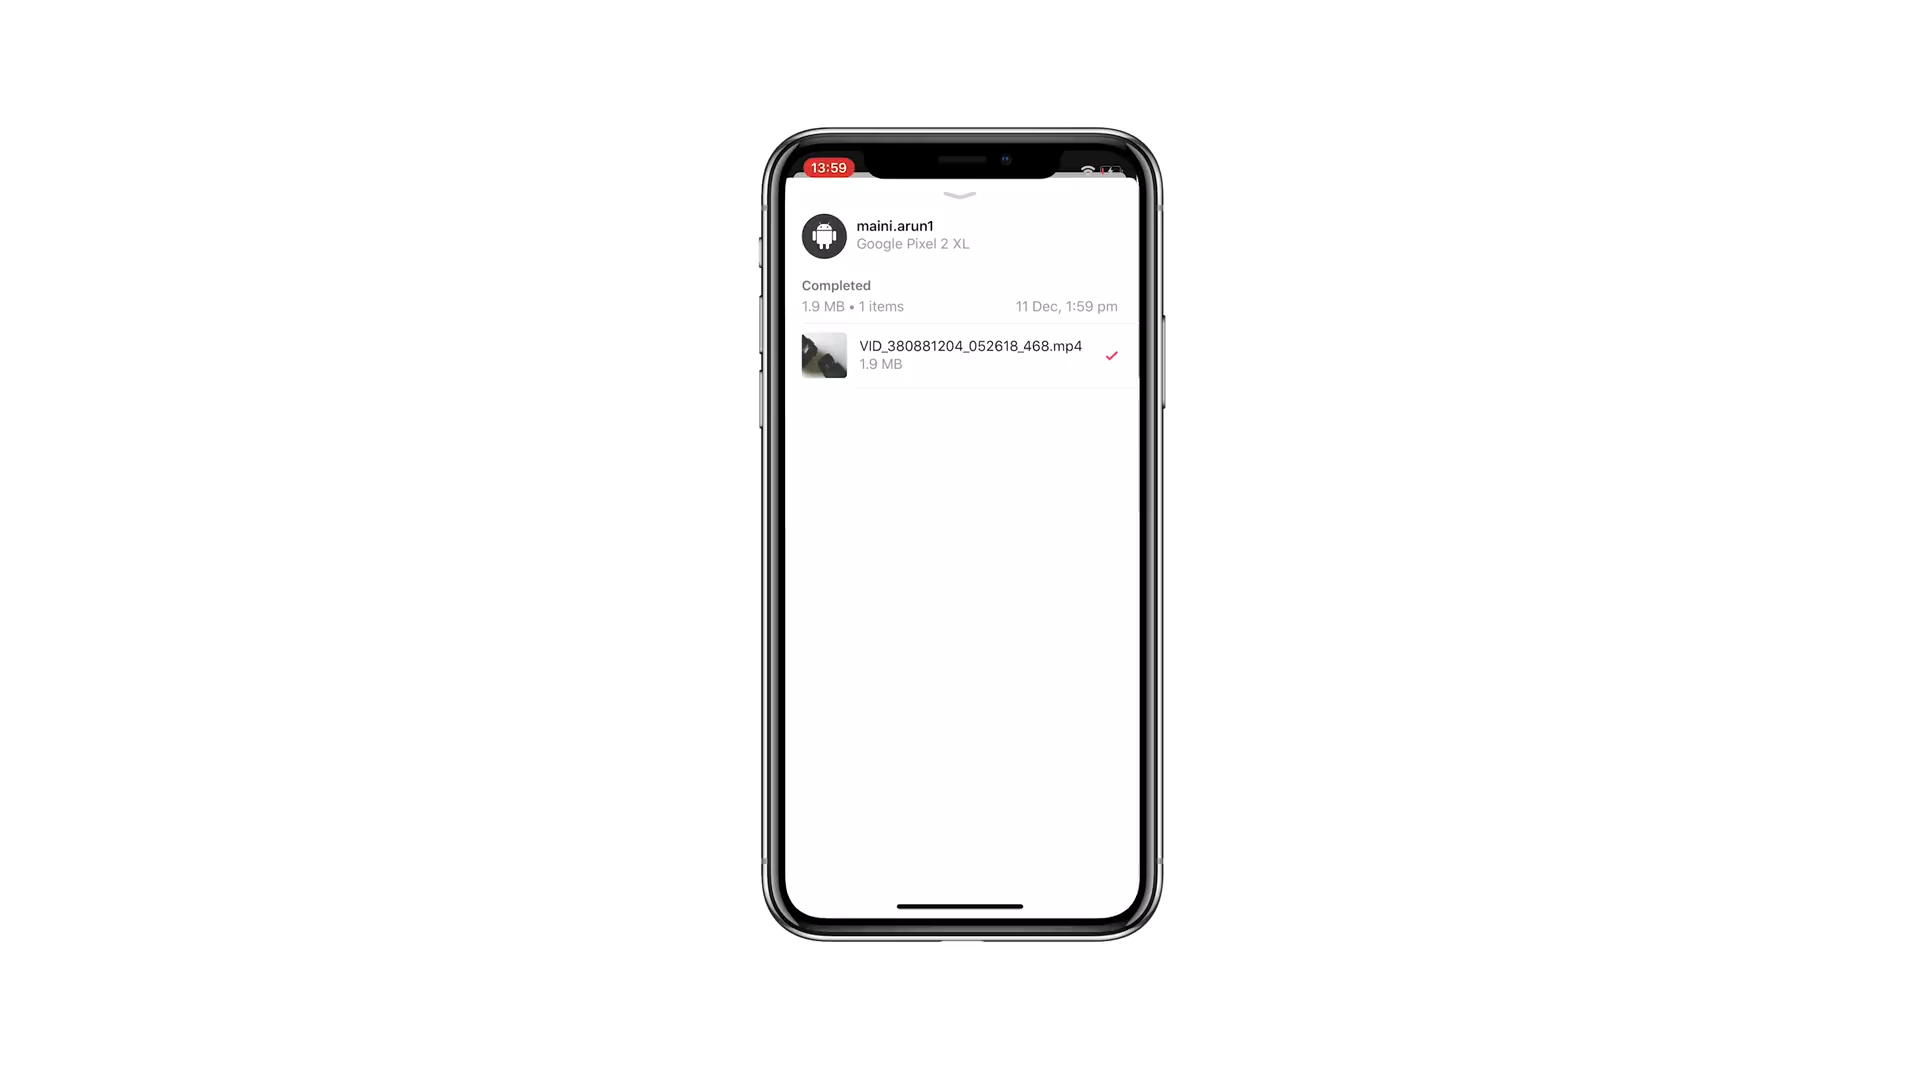 13:59
maini.arun1
Google Pixel 2 XL
Completed
1.9 MB • 1 items
11 Dec, 1:59 pm
VID_380881204_052618_468.mp4
1.9 MB